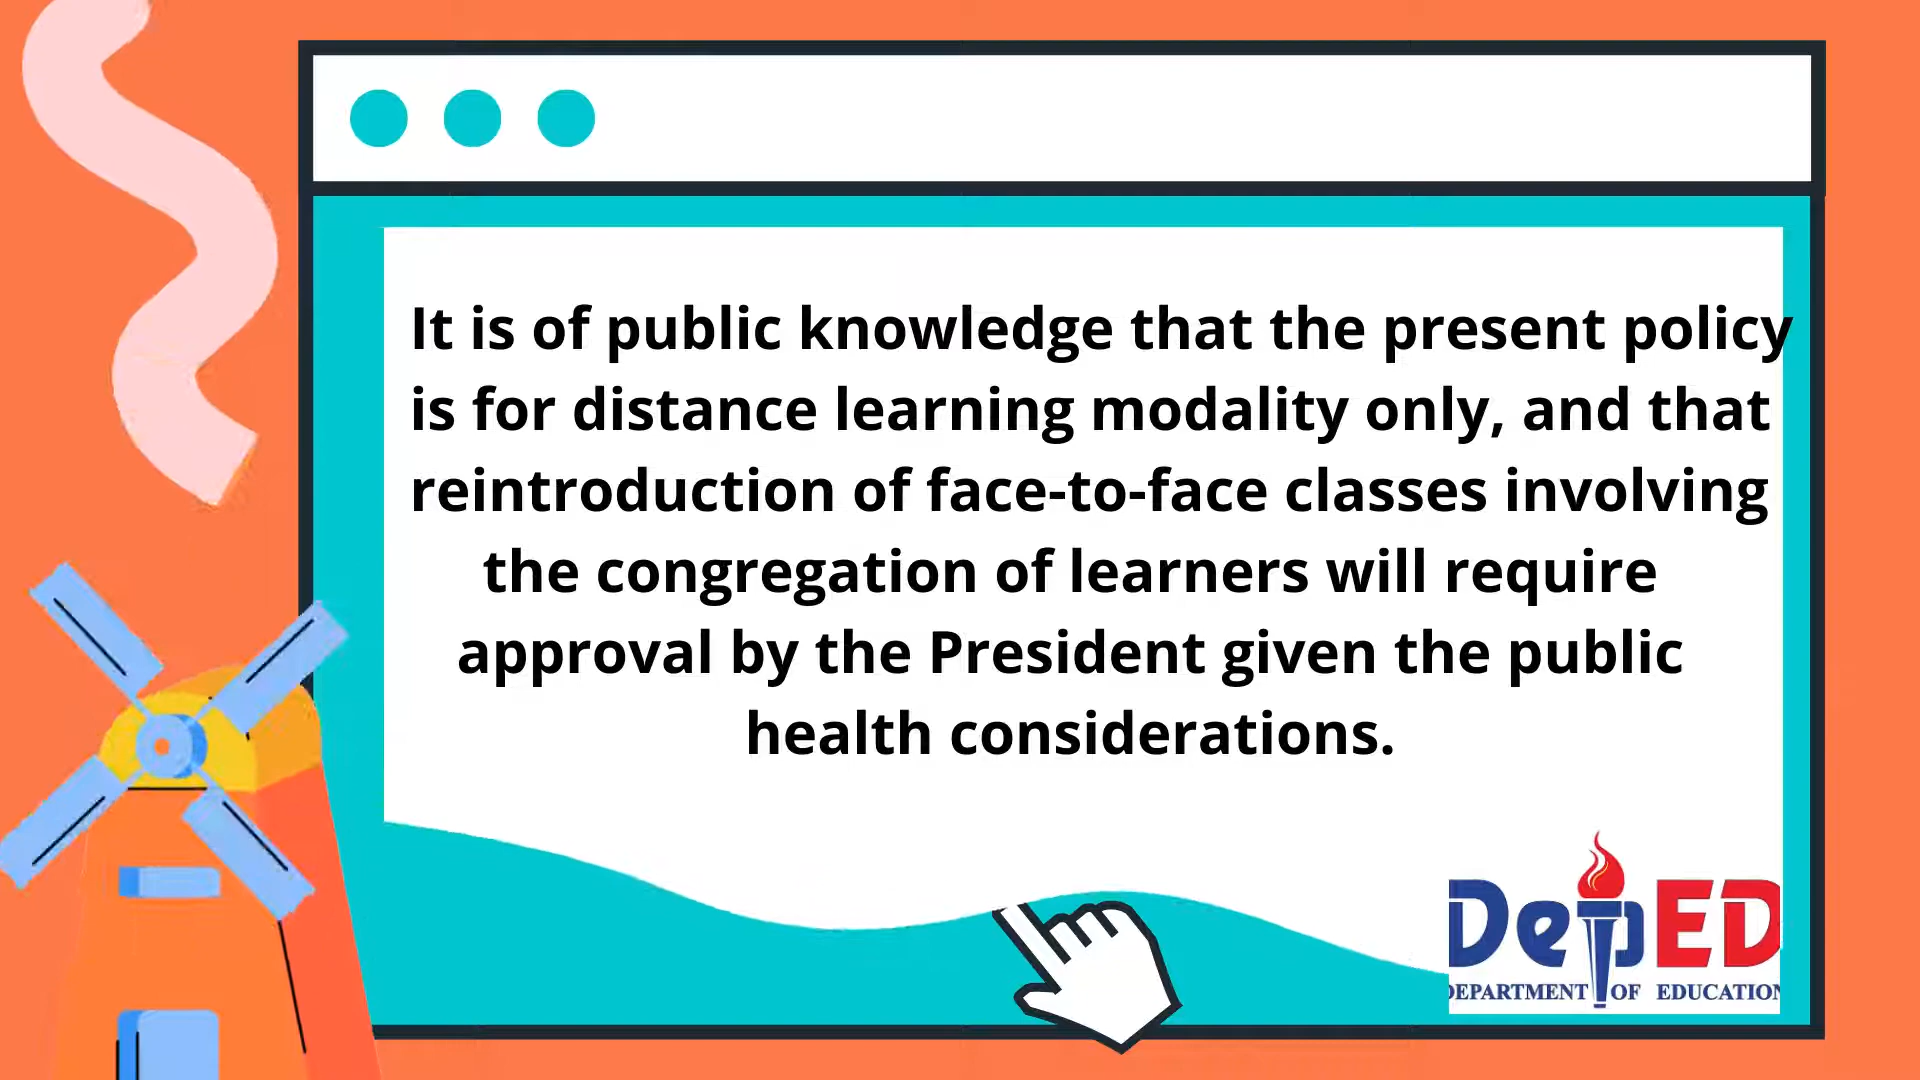 It is of public knowledge that the present policy
is for distance learning modality only, and that
reintroduction of face-to-face classes involving
the congregation of learners will require
approval by the President given the public
health considerations.
DepED
DEPARTMENT OF EDUCATION